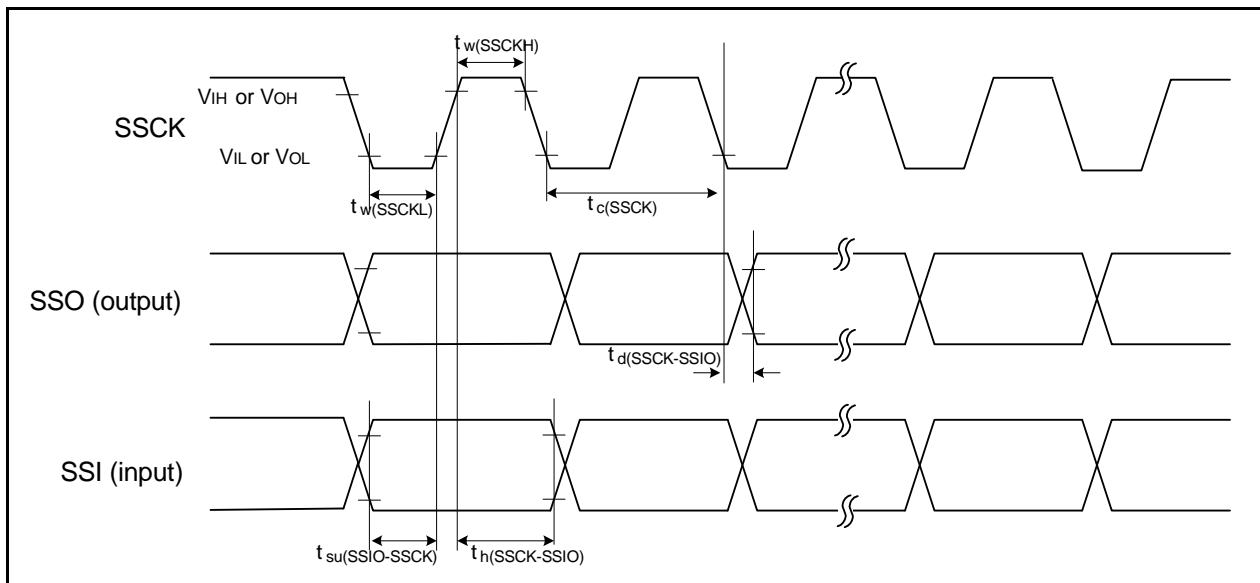 tw(SSCKH)
VIH or VOH
SSCK
VIL or VOL
tw(SSCKL)
tc(SSCK)
SSO (output)
td(SSCK-SSIO)
SSI (input)
tsu(SSIO-SSCK)
th(SSCK-SSIO)